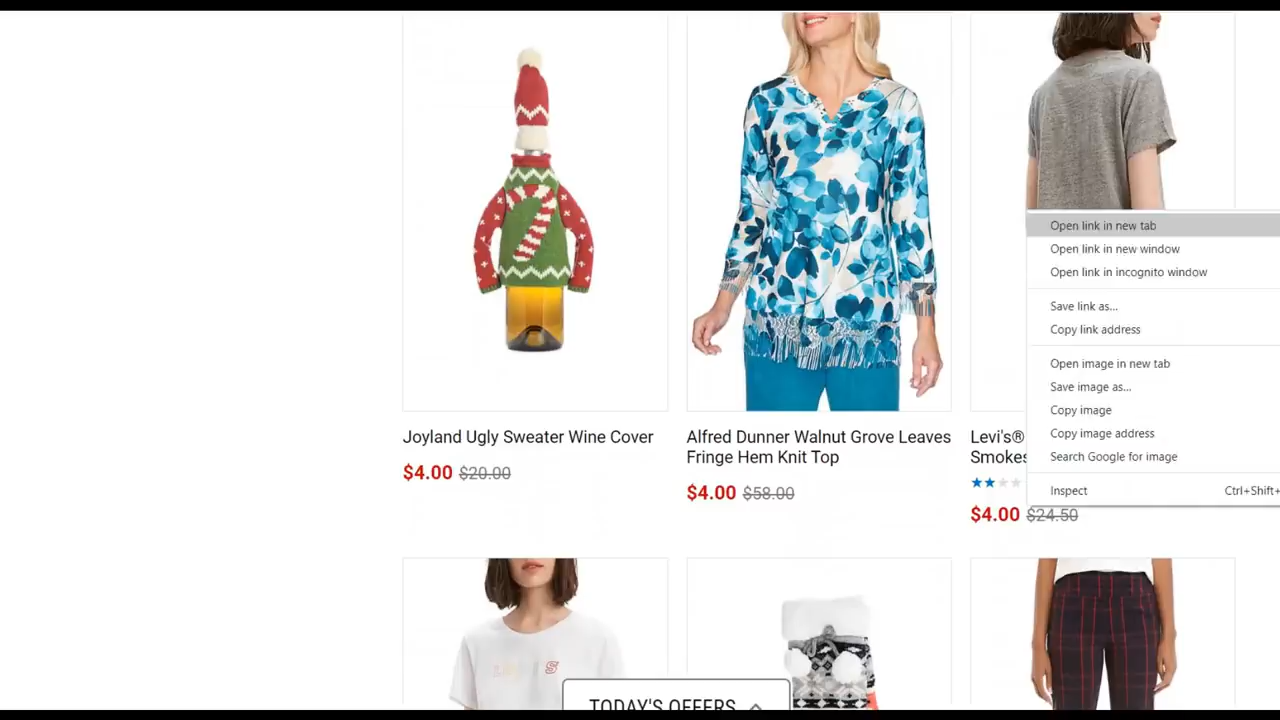 Open link in new tab
Open link in new window
Open link in incognito window
Save link as...
Copy link address
Open image in new tab
Save image as...
Copy image
Copy image address
Search Google for image
Inspect Ctrl+Shift+
Joyland Ugly Sweater Wine Cover
$4.00 $20.00
Alfred Dunner Walnut Grove Leaves
Fringe Hem Knit Top
$4.00 $58.00
Levi's®
Smokes
$4.00 $24.50
TODAY'S OFFERS